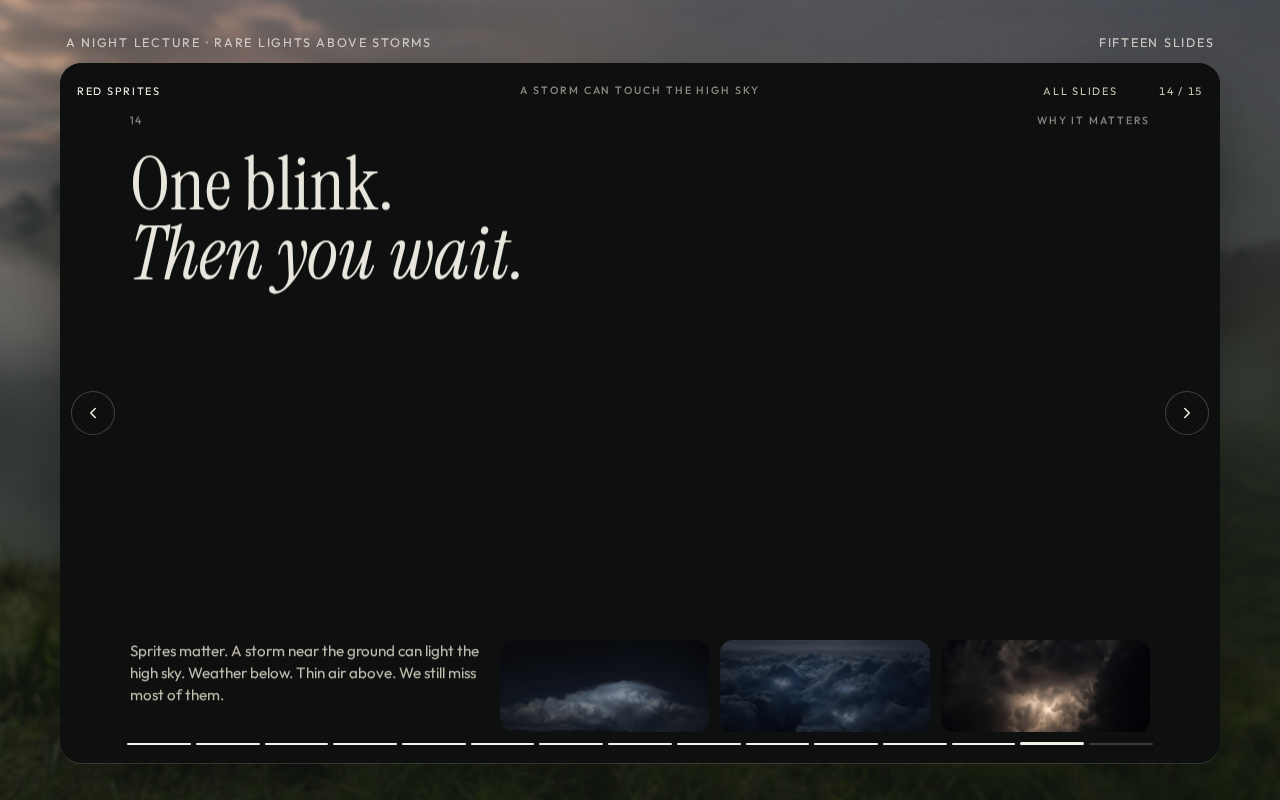 A NIGHT LECTURE · RARE LIGHTS ABOVE STORMS
FIFTEEN SLIDES
RED SPRITES
A STORM CAN TOUCH THE HIGH SKY
ALL SLIDES
14 / 15
14
WHY IT MATTERS
One blink.
Then you wait.
Sprites matter. A storm near the ground can light the
high sky. Weather below. Thin air above. We still miss
most of them.